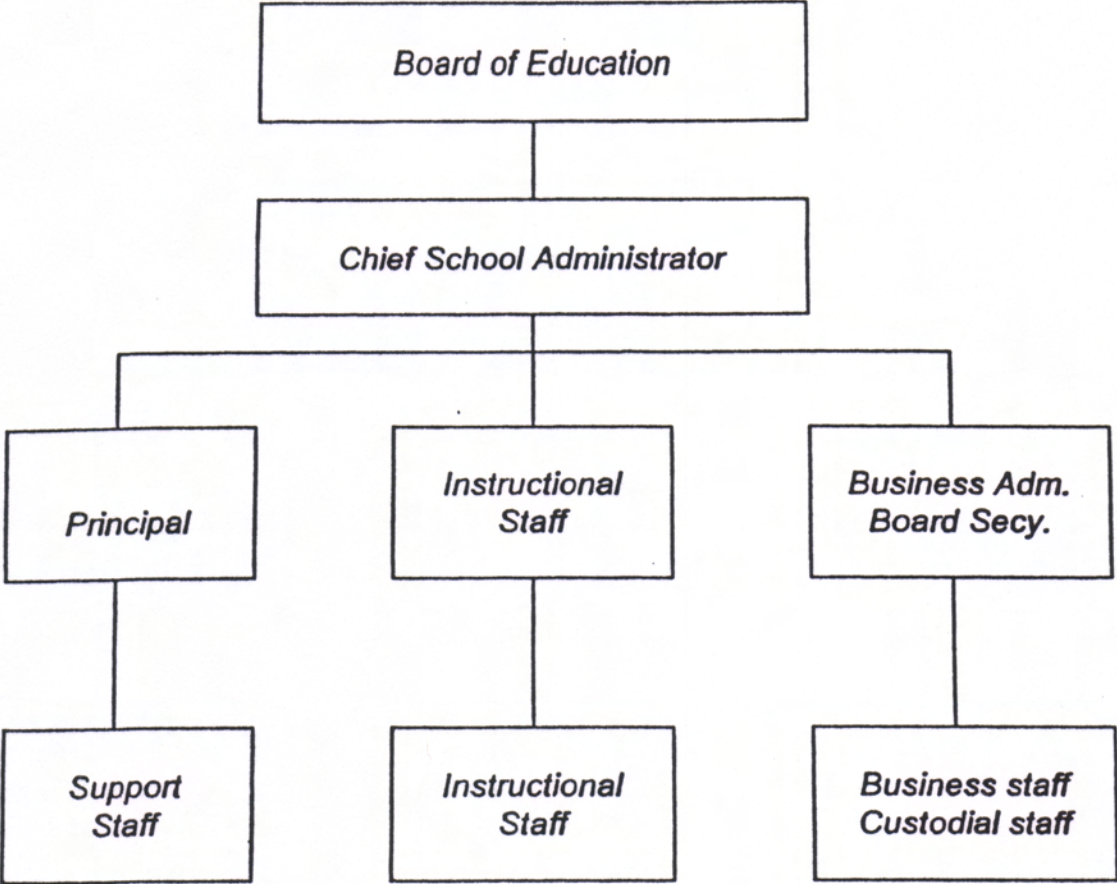 Board of Education
Chief School Administrator
Principal
Instructional
Staff
Business Adm.
Board Secy.
Support
Staff
Instructional
Staff
Business staff
Custodial staff